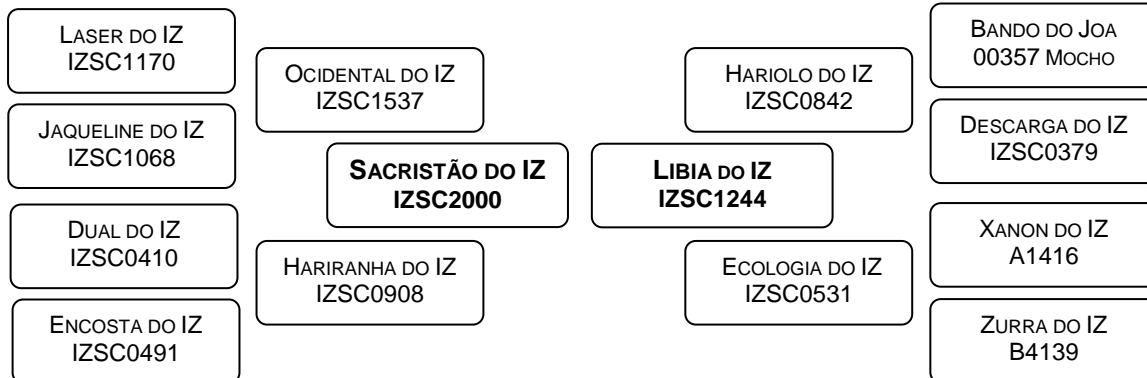 LASER DO IZ
IZSC1170
JAQUELINE DO IZ
IZSC1068
DUAL DO IZ
IZSC0410
ENCOSTA DO IZ
IZSC0491
OCIDENTAL DO IZ
IZSC1537
HARIRANHA DO IZ
IZSC0908
SACRISTÃO DO IZ
IZSC2000
LIBIA DO IZ
IZSC1244
HARIOLO DO IZ
IZSC0842
ECOLOGIA DO IZ
IZSC0531
BANDO DO JOA
00357 MOCHO
DESCARGA DO IZ
IZSC0379
XANON DO IZ
A1416
ZURRA DO IZ
B4139